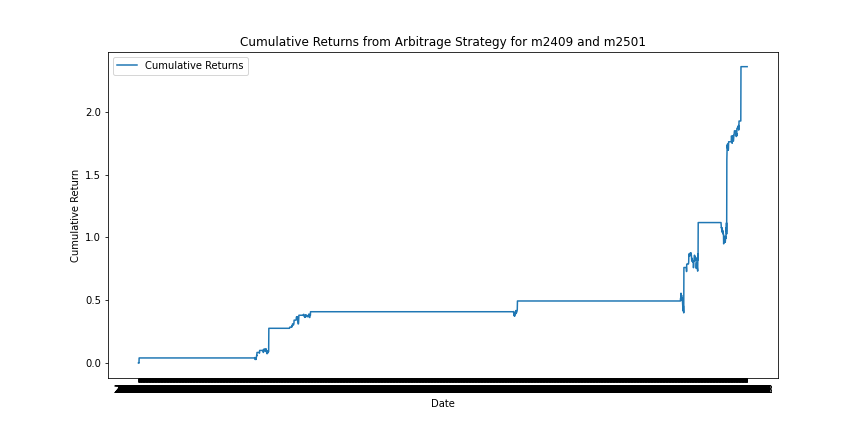 Cumulative Returns from Arbitrage Strategy for m2409 and m2501
Cumulative Returns
2.0
1.5
1.0
0.5
0.0
Cumulative Return
Date